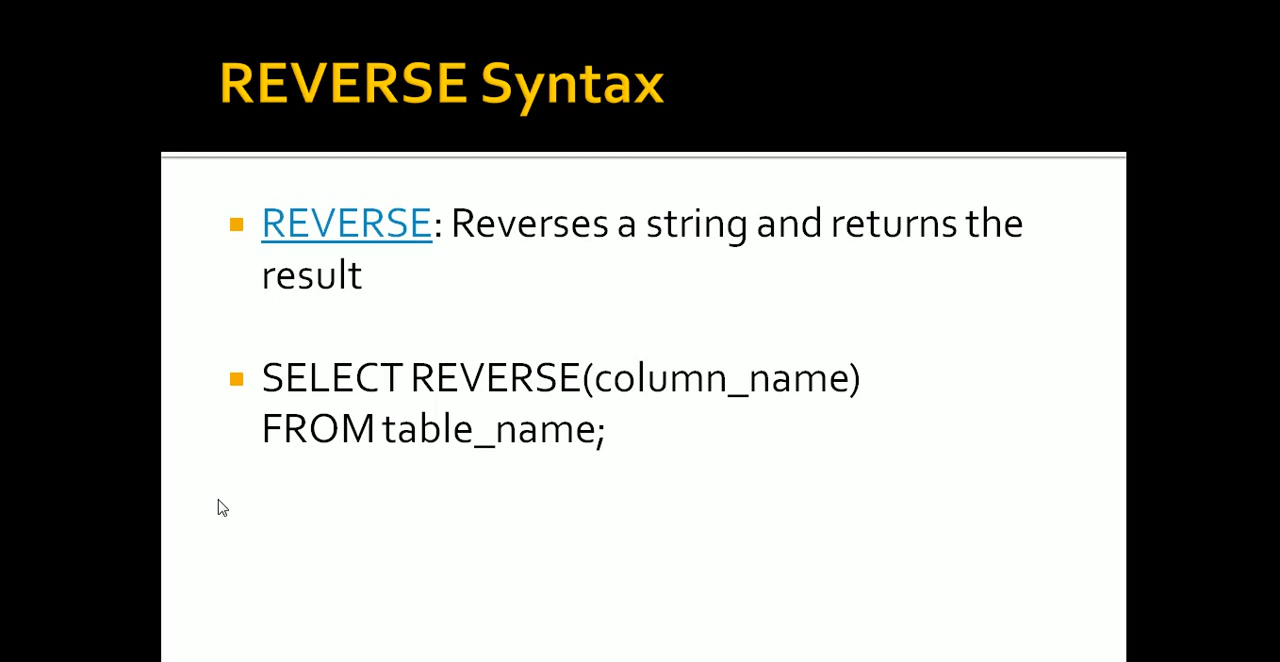 REVERSE Syntax
REVERSE: Reverses a string and returns the
result
SELECT REVERSE(column_name)
FROM table_name;